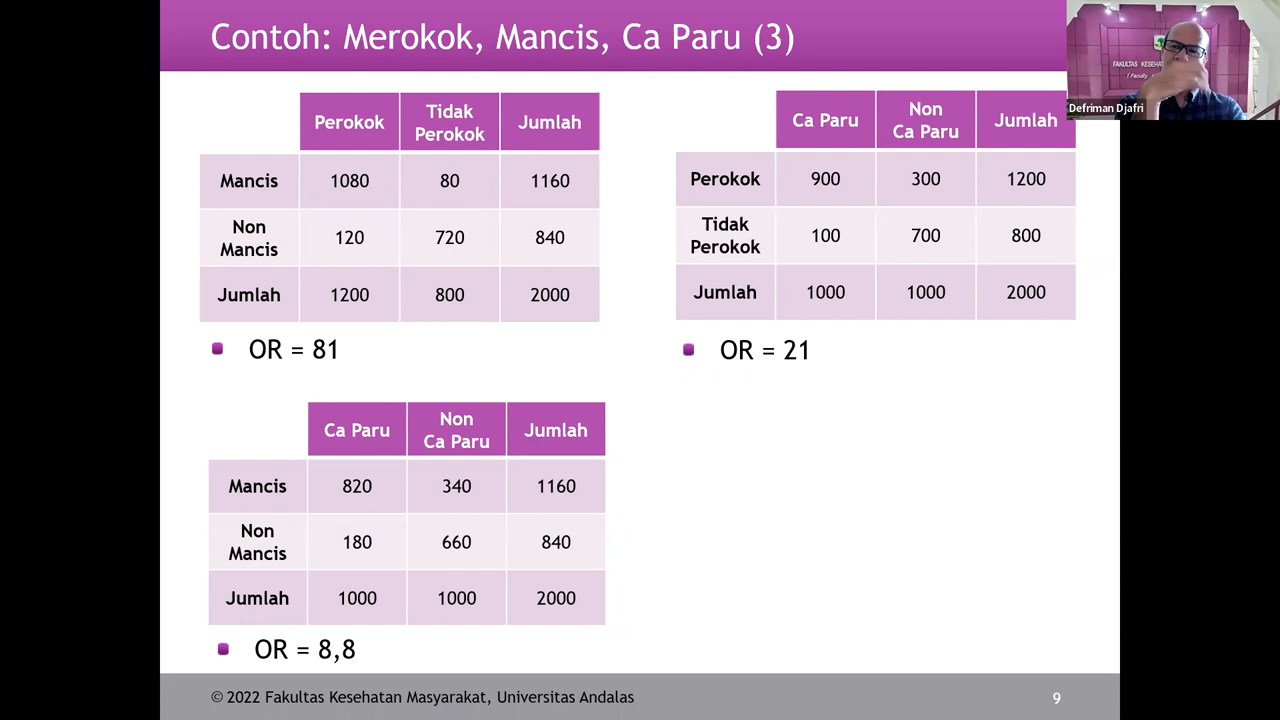 Contoh: Merokok, Mancis, Ca Paru (3)
Perokok Tidak Perokok Jumlah
Mancis 1080 80 1160
Non Mancis 120 720 840
Jumlah 1200 800 2000
OR = 81
Ca Paru Non Ca Paru Jumlah
Perokok 900 300 1200
Tidak Perokok 100 700 800
Jumlah 1000 1000 2000
OR = 21
Ca Paru Non Ca Paru Jumlah
Mancis 820 340 1160
Non Mancis 180 660 840
Jumlah 1000 1000 2000
OR = 8,8
© 2022 Fakultas Kesehatan Masyarakat, Universitas Andalas
9
FAKULTAS
(Faculty
Defriman Djafri